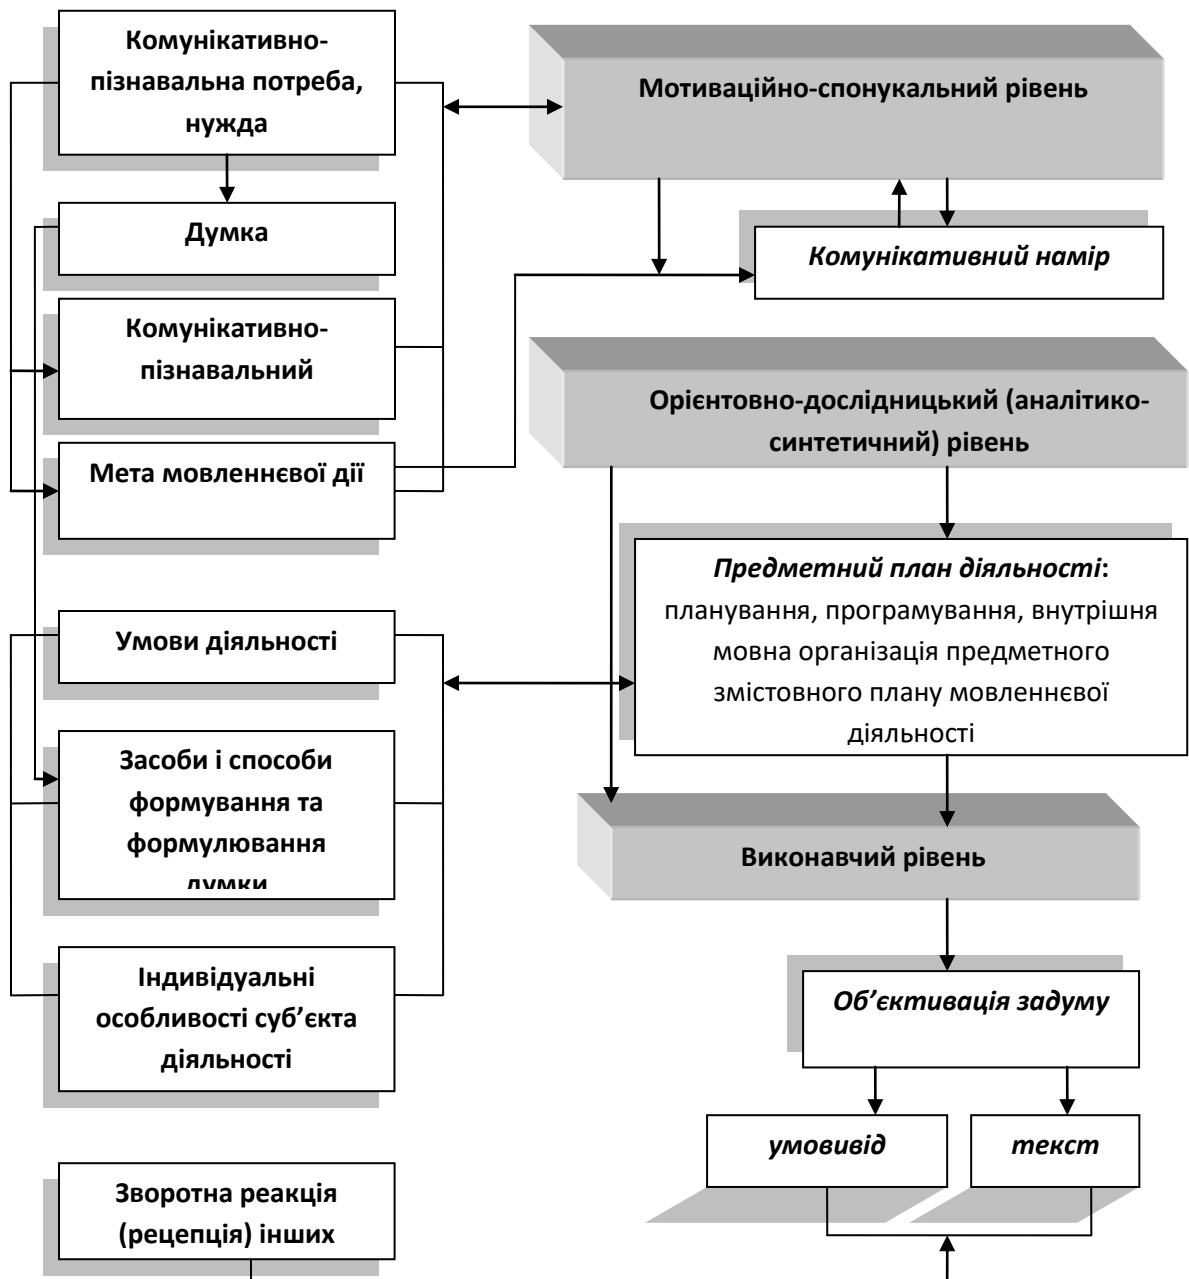 Комунікативно-
пізнавальна потреба,
нужда
Думка
Комунікативно-
пізнавальний
Мета мовленнєвої дії
Умови діяльності
Засоби і способи
формування та
формулювання
думки
Індивідуальні
особливості суб’єкта
діяльності
Зворотна реакція
(рецепція) інших
Мотиваційно-спонукальний рівень
Комунікативний намір
Орієнтовно-дослідницький (аналітико-
синтетичний) рівень
Предметний план діяльності:
планування, програмування, внутрішня
мовна організація предметного
змістовного плану мовленнєвої
діяльності
Виконавчий рівень
Об’єктивація задуму
умовивід
текст